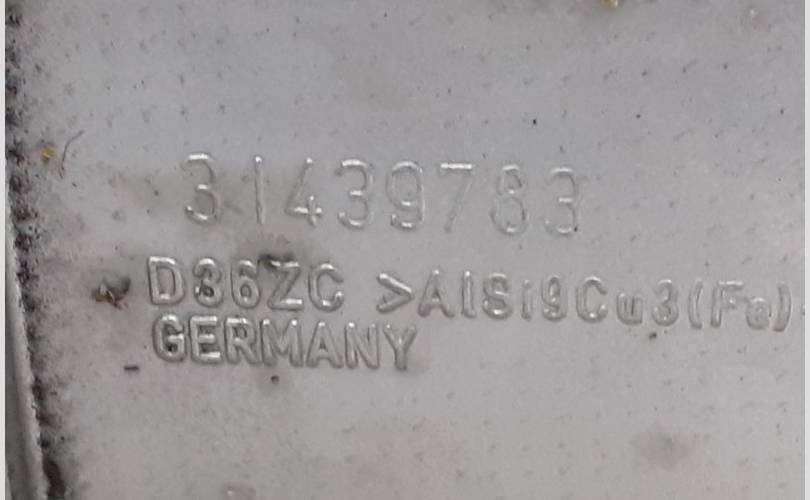 31439783
D36ZC >AlSi9Cu3(Fe)
GERMANY